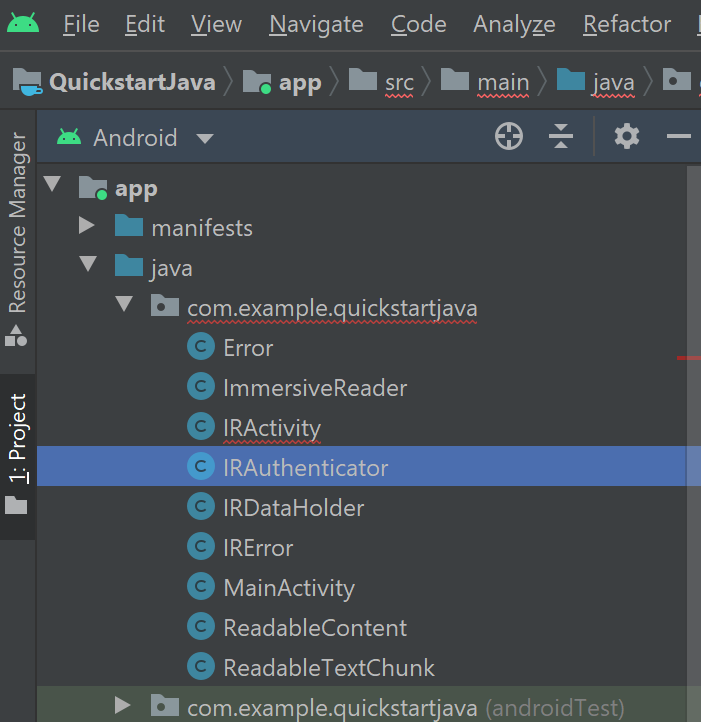 File Edit View Navigate Code Analyze Refactor
QuickstartJava app src main java
Android
app
manifests
java
com.example.quickstartjava
C Error
C ImmersiveReader
C IRActivity
C IRAuthenticator
C IRDataHolder
C IRError
C MainActivity
C ReadableContent
C ReadableTextChunk
com.example.quickstartjava (androidTest)
Resource Manager
1: Project